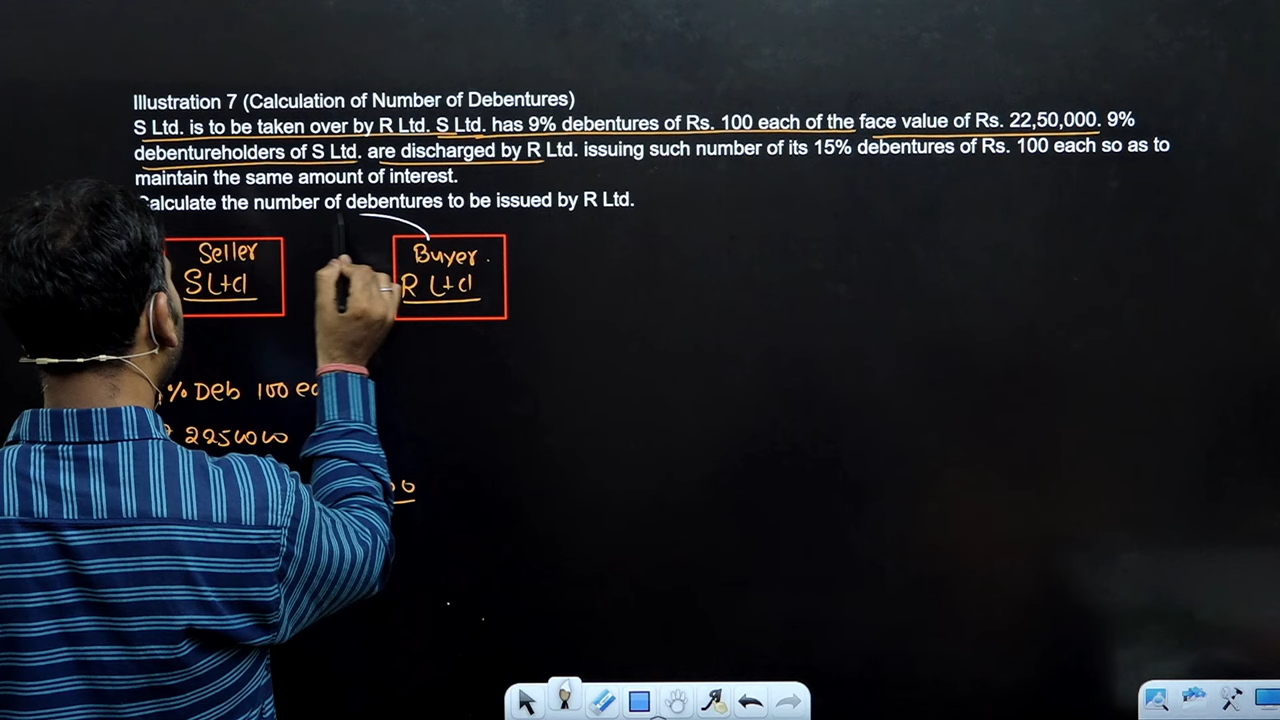 Illustration 7 (Calculation of Number of Debentures)
S Ltd. is to be taken over by R Ltd. S Ltd. has 9% debentures of Rs. 100 each of the face value of Rs. 22,50,000. 9%
debentureholders of S Ltd. are discharged by R Ltd. issuing such number of its 15% debentures of Rs. 100 each so as to
maintain the same amount of interest.
Calculate the number of debentures to be issued by R Ltd.
Seller
S Ltd
Buyer
R Ltd
% Deb 100